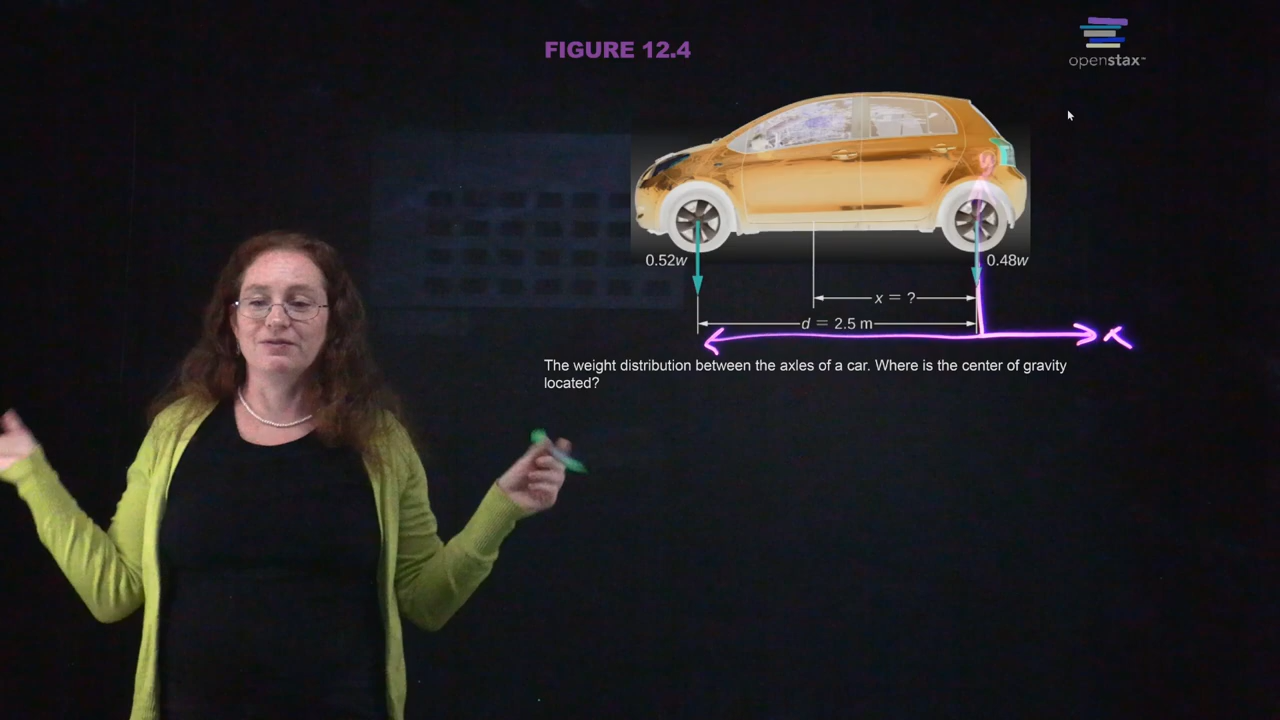 FIGURE 12.4
openstax™
0.52w
0.48w
x = ?
d = 2.5 m
x
The weight distribution between the axles of a car. Where is the center of gravity
located?